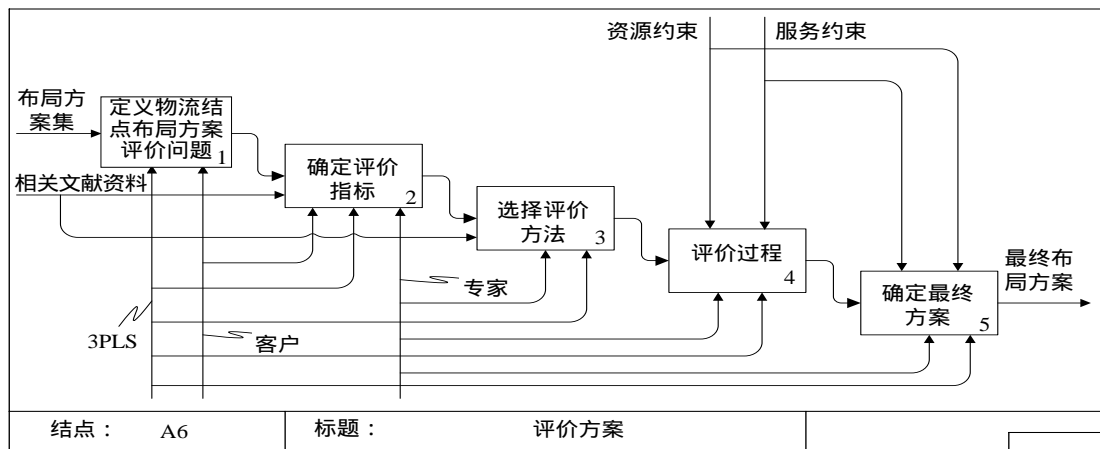 资源约束
服务约束
布局方
案集
定义物流结
点布局方案
评价问题
1
相关文献资料
确定评价
指标
2
选择评价
方法
3
评价过程
4
最终布
局方案
确定最终
方案
5
专家
3PLS
客户
结点：
A6
标题：
评价方案